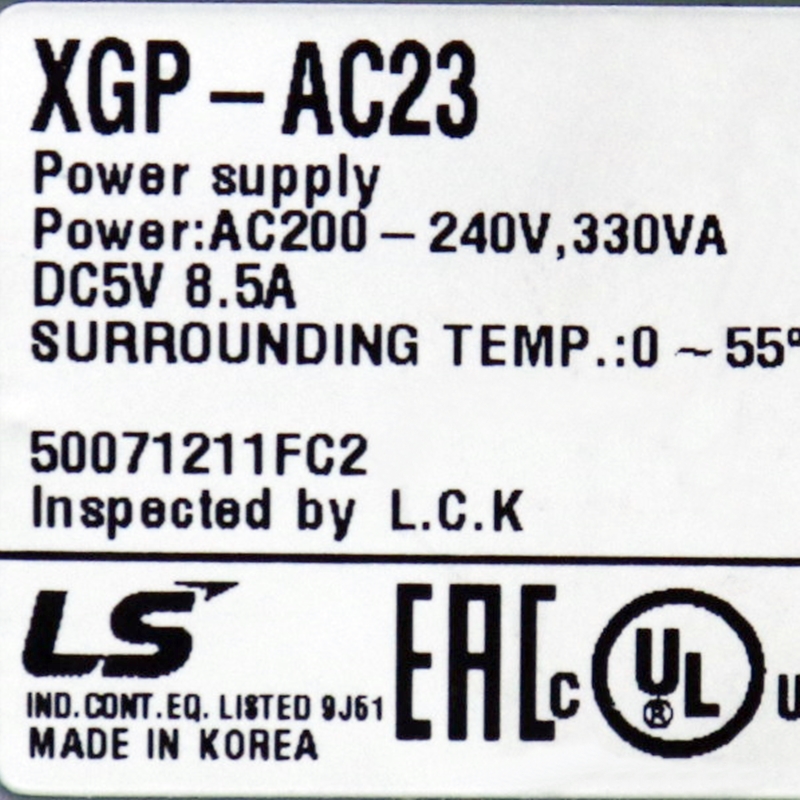 XGP-AC23
Power supply
Power:AC200-240V,330VA
DC5V 8.5A
SURROUNDING TEMP.:0 ~ 55°
50071211FC2
Inspected by L.C.K
LS
EAC
c UL ® u
IND.CONT.EQ. LISTED 9J61
MADE IN KOREA